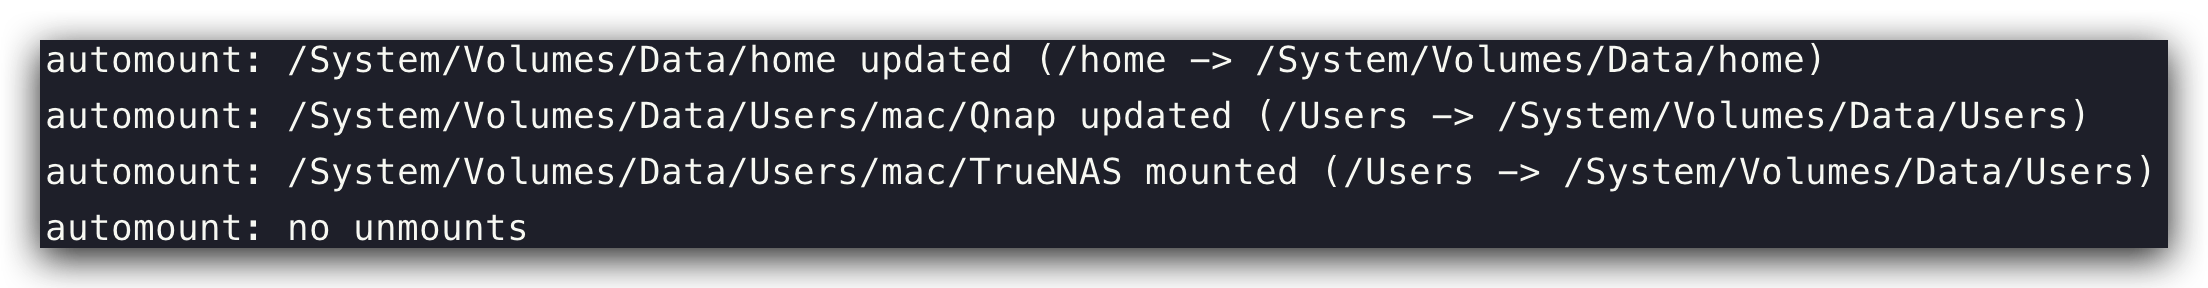 automount: /System/Volumes/Data/home updated (/home -> /System/Volumes/Data/home)
automount: /System/Volumes/Data/Users/mac/Qnap updated (/Users -> /System/Volumes/Data/Users)
automount: /System/Volumes/Data/Users/mac/TrueNAS mounted (/Users -> /System/Volumes/Data/Users)
automount: no unmounts